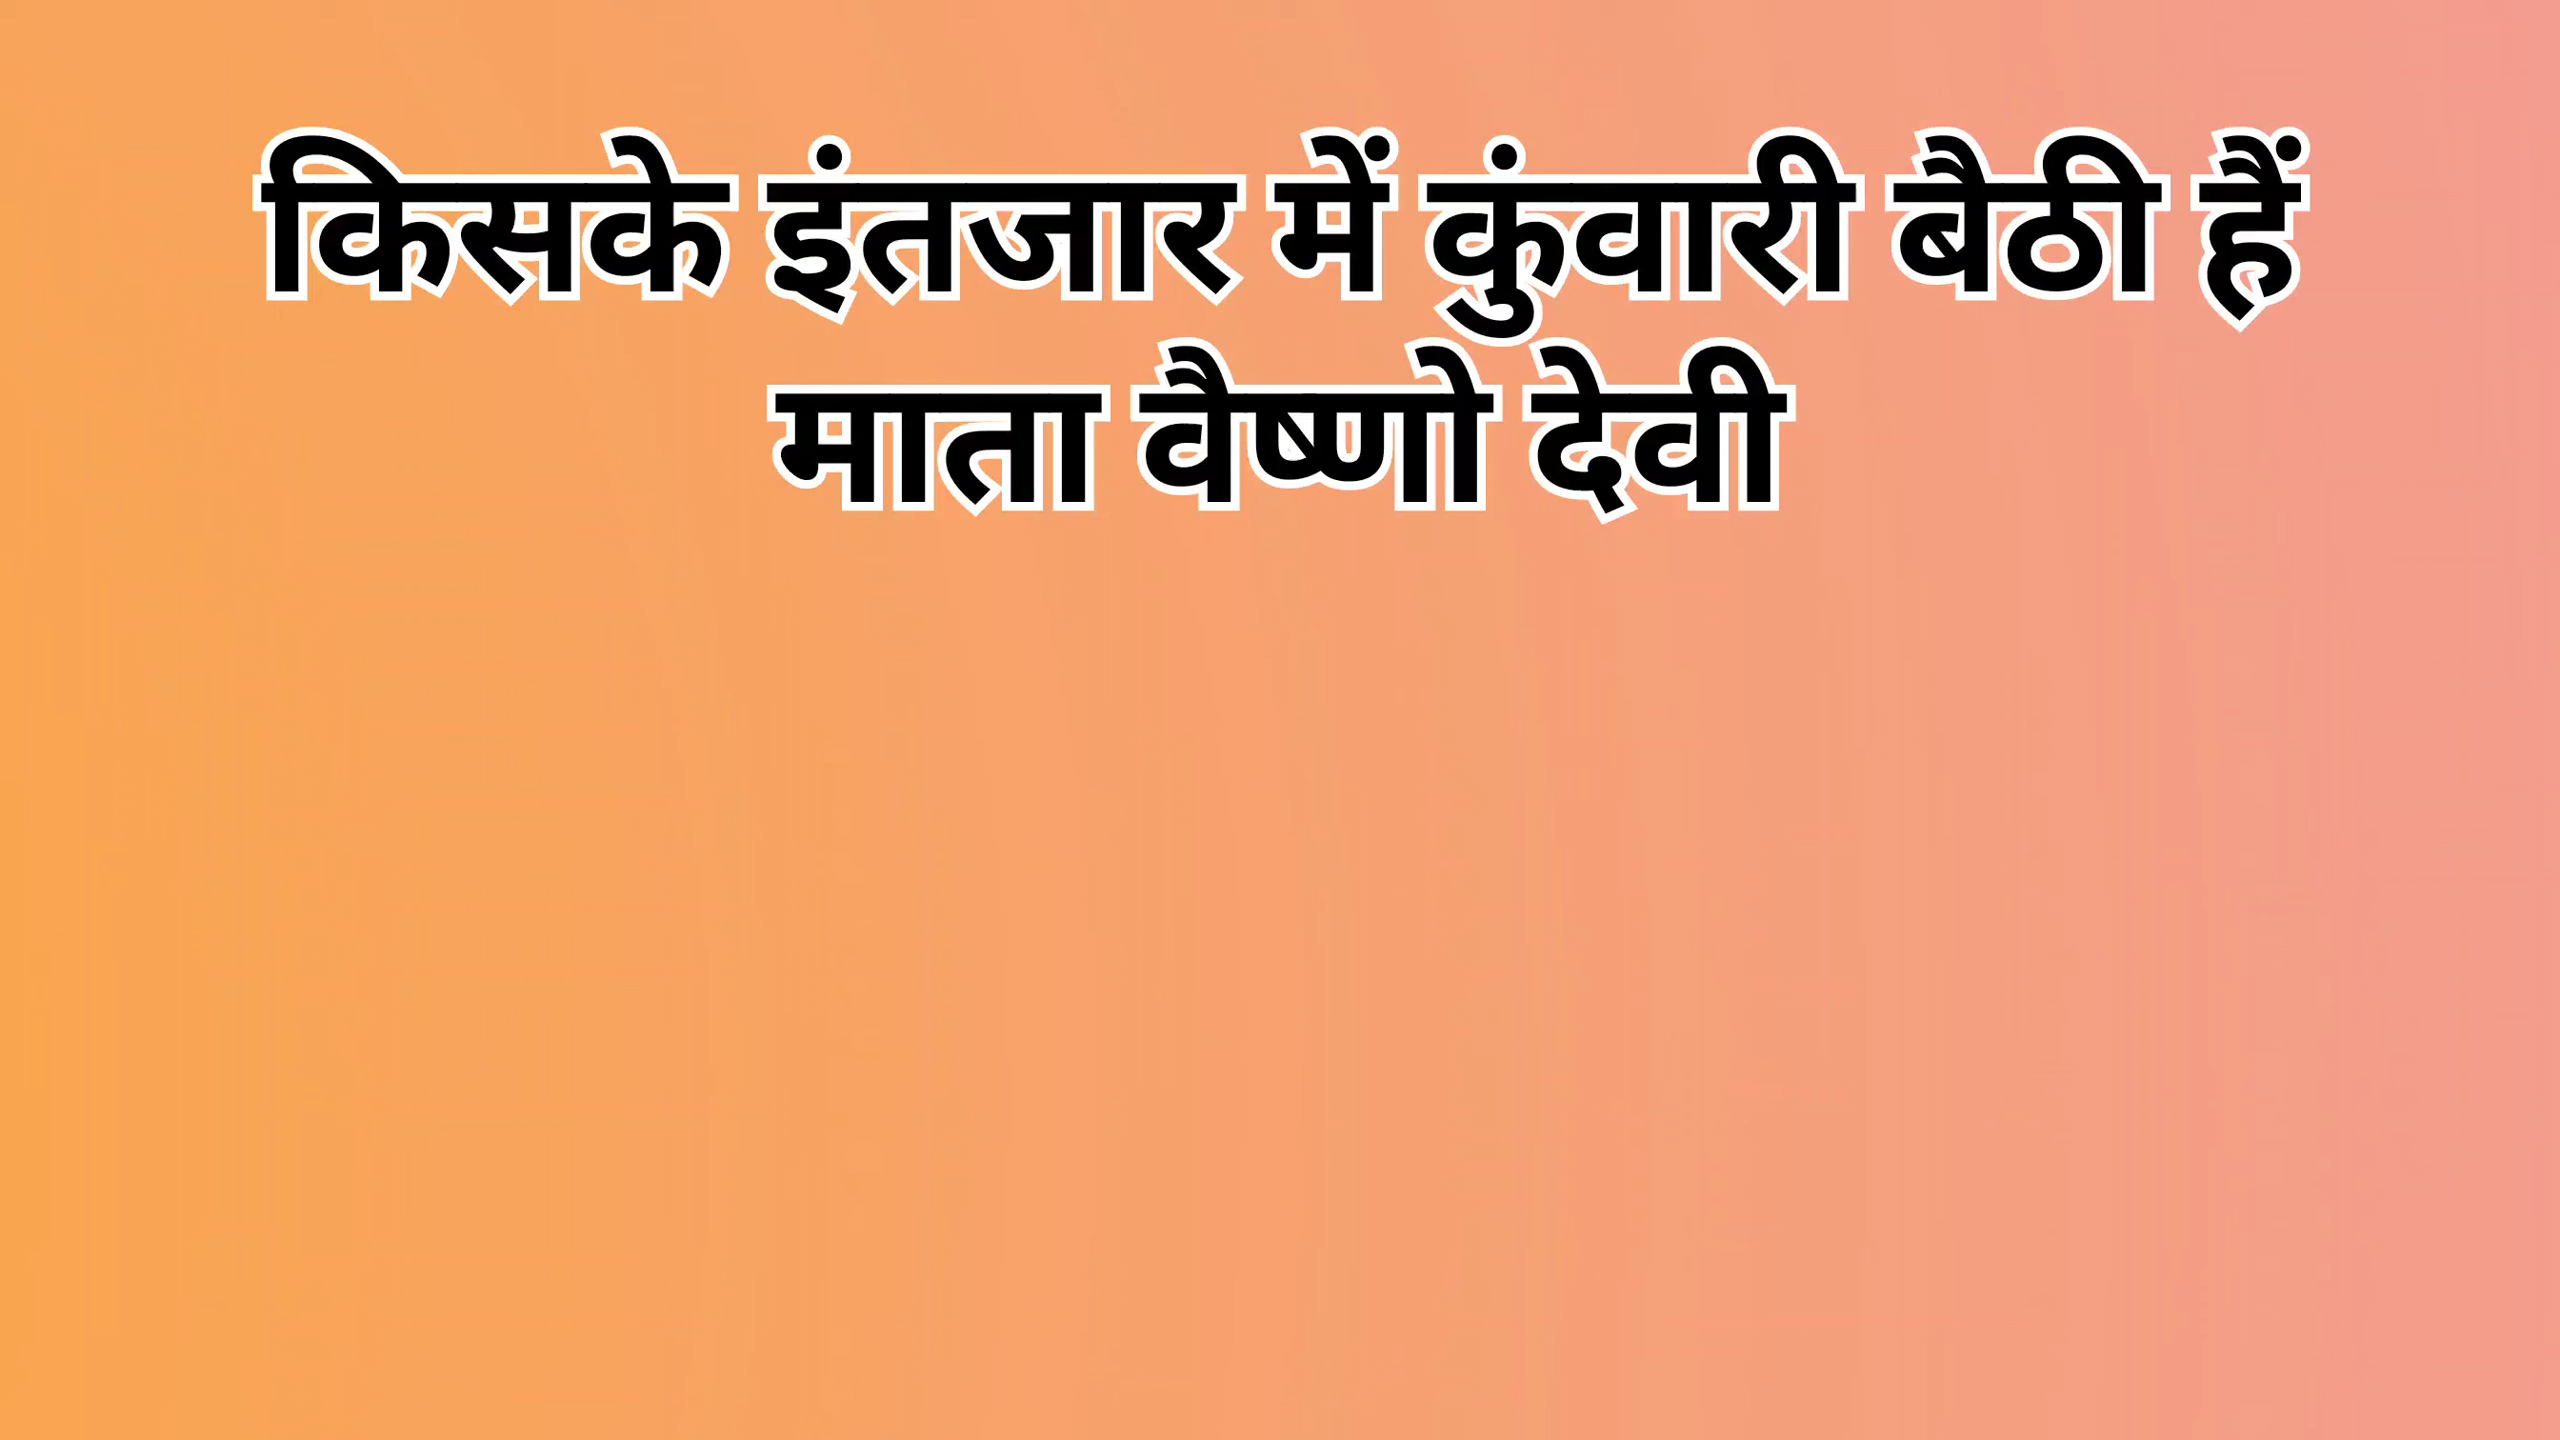 किसके इंतजार में कुंवारी बैठी हैं
माता वैष्णो देवी